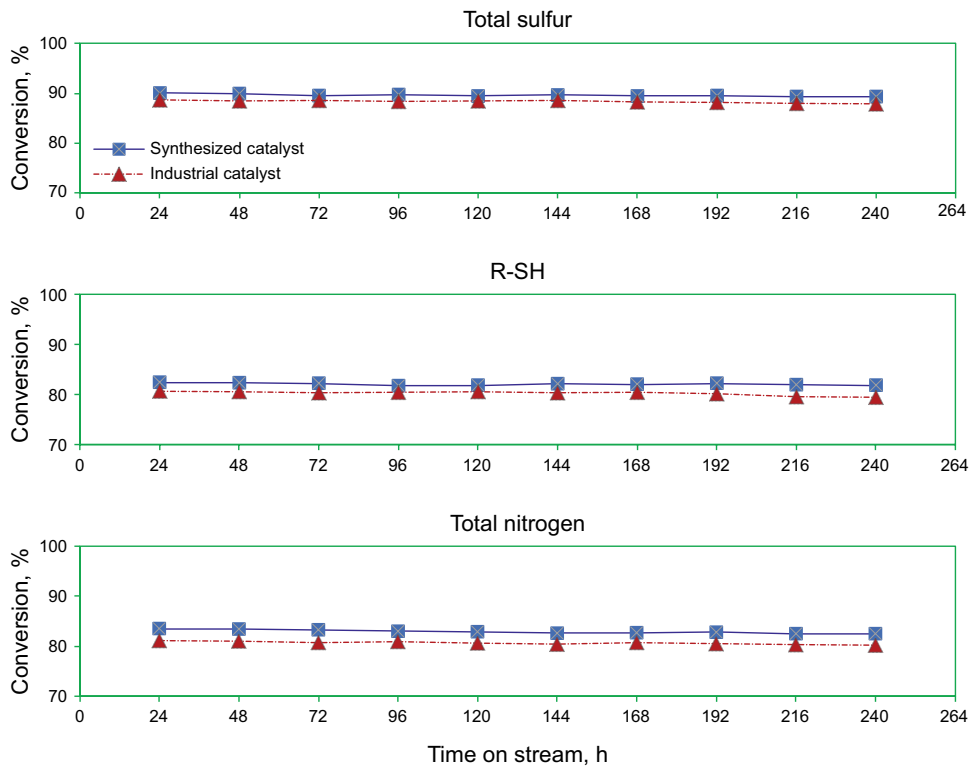 Total sulfur
Conversion, %
100
90
80
70
Synthesized catalyst
Industrial catalyst
0 24 48 72 96 120 144 168 192 216 240 264
R-SH
Conversion, %
100
90
80
70
0 24 48 72 96 120 144 168 192 216 240 264
Total nitrogen
Conversion, %
100
90
80
70
0 24 48 72 96 120 144 168 192 216 240 264
Time on stream, h